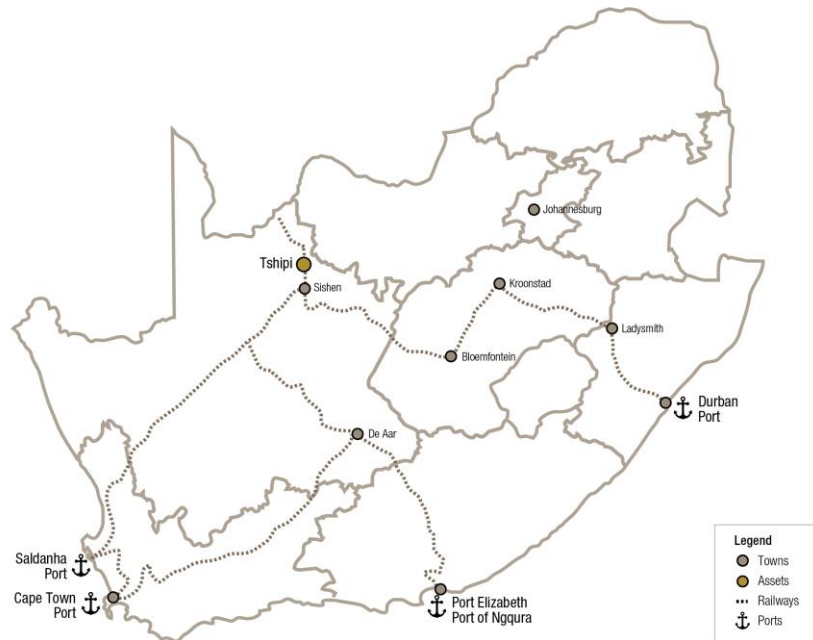 Johannesburg
Tshipi
Sishen
Kroonstad
Ladysmith
Bloemfontein
Durban
Port
De Aar
Saldanha
Port
Cape Town
Port
Port Elizabeth
Port of Ngqura
Legend
Towns
Assets
Railways
Ports